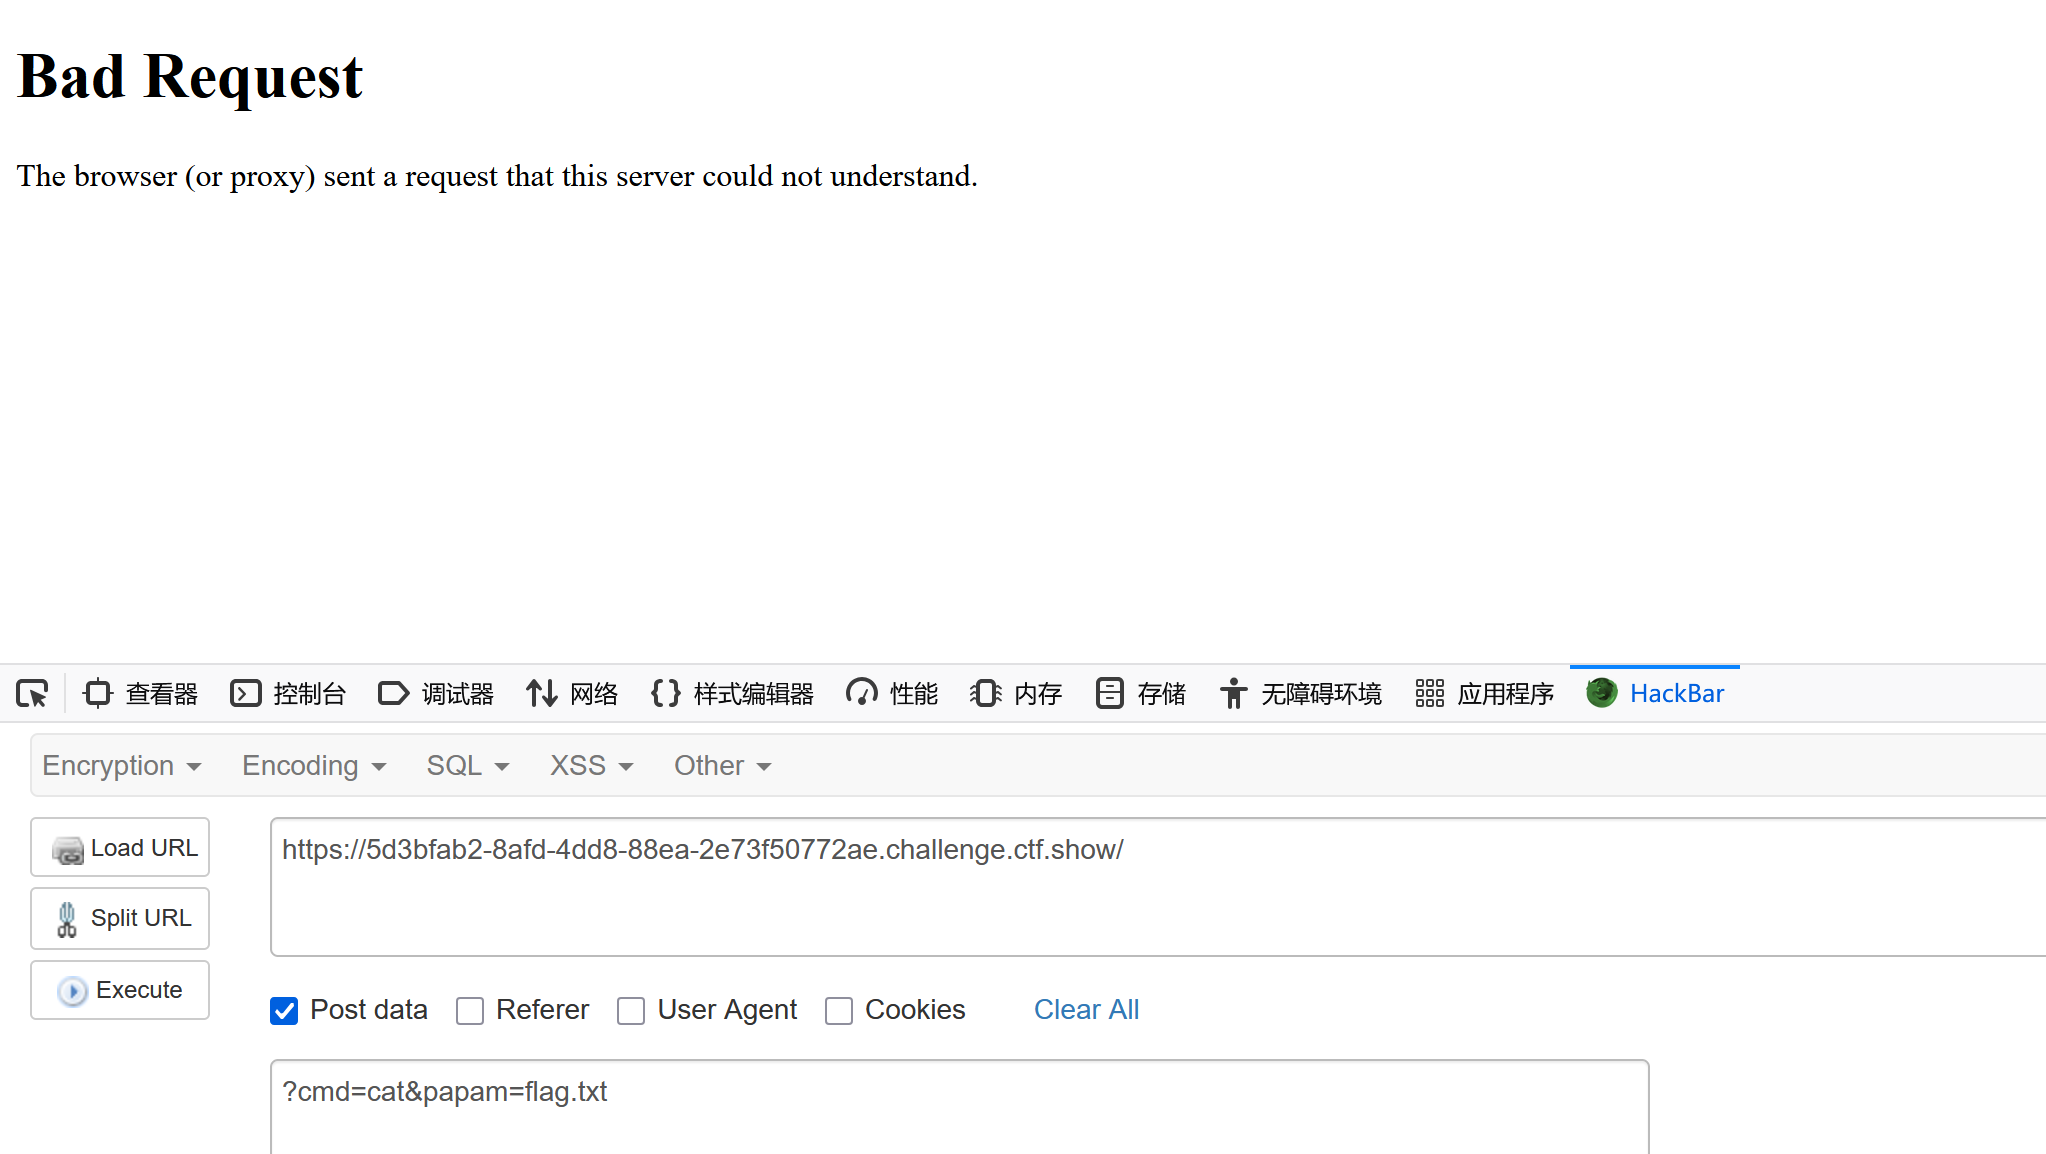 Bad Request
The browser (or proxy) sent a request that this server could not understand.
查看器 控制台 调试器 网络 样式编辑器 性能 内存 存储 无障碍环境 应用程序 HackBar
Encryption Encoding SQL XSS Other
Load URL
https://5d3bfab2-8afd-4dd8-88ea-2e73f50772ae.challenge.ctf.show/
Split URL
Execute
Post data Referer User Agent Cookies Clear All
?cmd=cat&papam=flag.txt